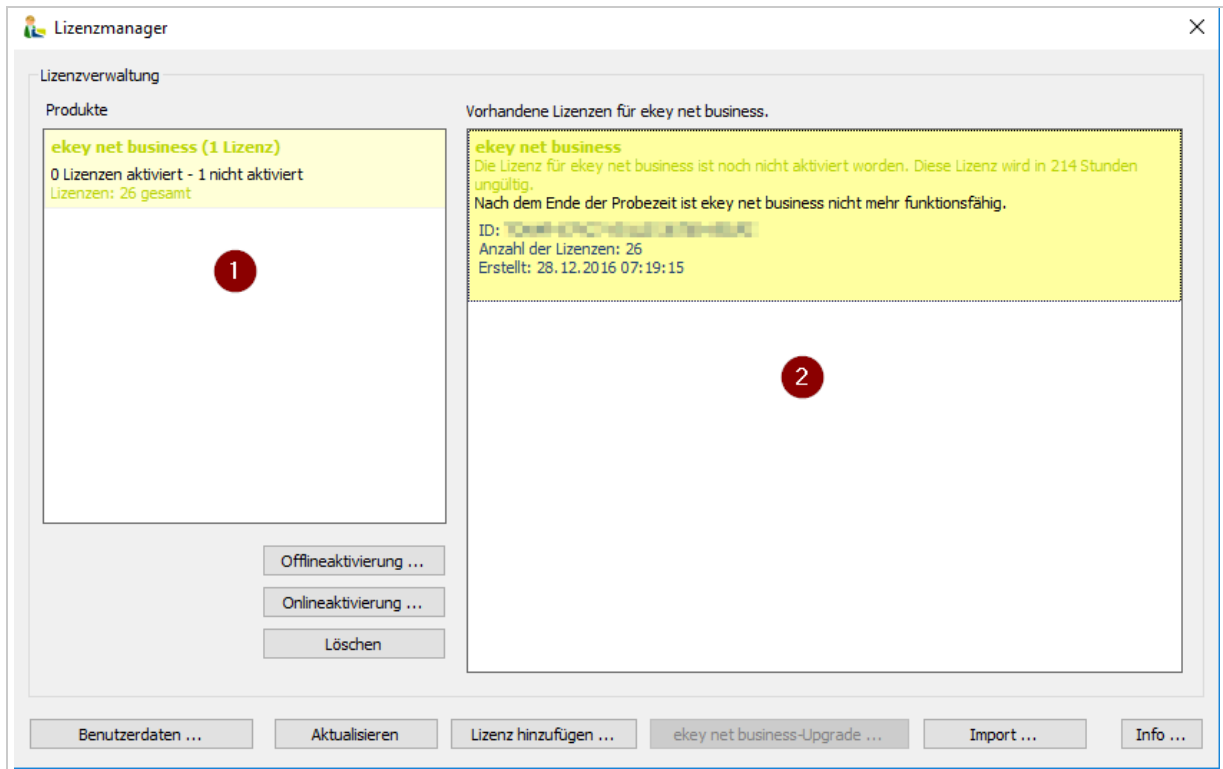 Lizenzmanager
Lizenzverwaltung
Produkte
ekey net business (1 Lizenz)
0 Lizenzen aktiviert - 1 nicht aktiviert
Lizenzen: 26 gesamt
1
Offlineaktivierung ...
Onlineaktivierung ...
Löschen
Vorhandene Lizenzen für ekey net business.
ekey net business
Die Lizenz für ekey net business ist noch nicht aktiviert worden. Diese Lizenz wird in 214 Stunden
ungültig.
Nach dem Ende der Probezeit ist ekey net business nicht mehr funktionsfähig.
ID:
Anzahl der Lizenzen: 26
Erstellt: 28.12.2016 07:19:15
2
Benutzerdaten ...
Aktualisieren
Lizenz hinzufügen ...
ekey net business-Upgrade ...
Import ...
Info ...